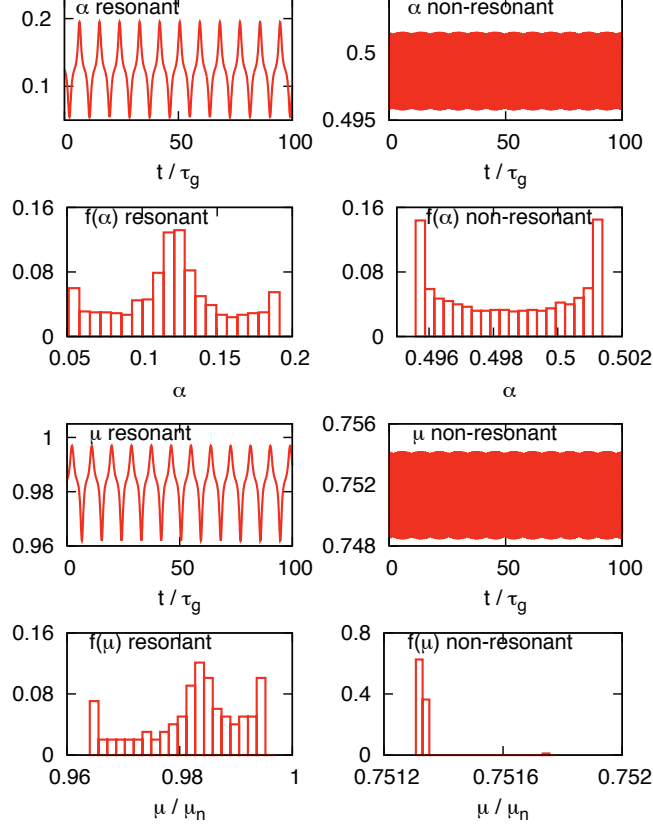 α resonant
0.2
0.1
0 50 100
t / τg
α non-resonant
0.5
0.495
0 50 100
t / τg
f(α) resonant
0.16
0.08
0
0.05 0.1 0.15 0.2
α
f(α) non-resonant
0.16
0.08
0
0.496 0.498 0.5 0.502
α
μ resonant
1
0.98
0.96
0 50 100
t / τg
μ non-resonant
0.756
0.752
0.748
0 50 100
t / τg
f(μ) resonant
0.16
0.08
0
0.96 0.98 1
μ / μn
f(μ) non-resonant
0.8
0.4
0
0.7512 0.7516 0.752
μ / μn